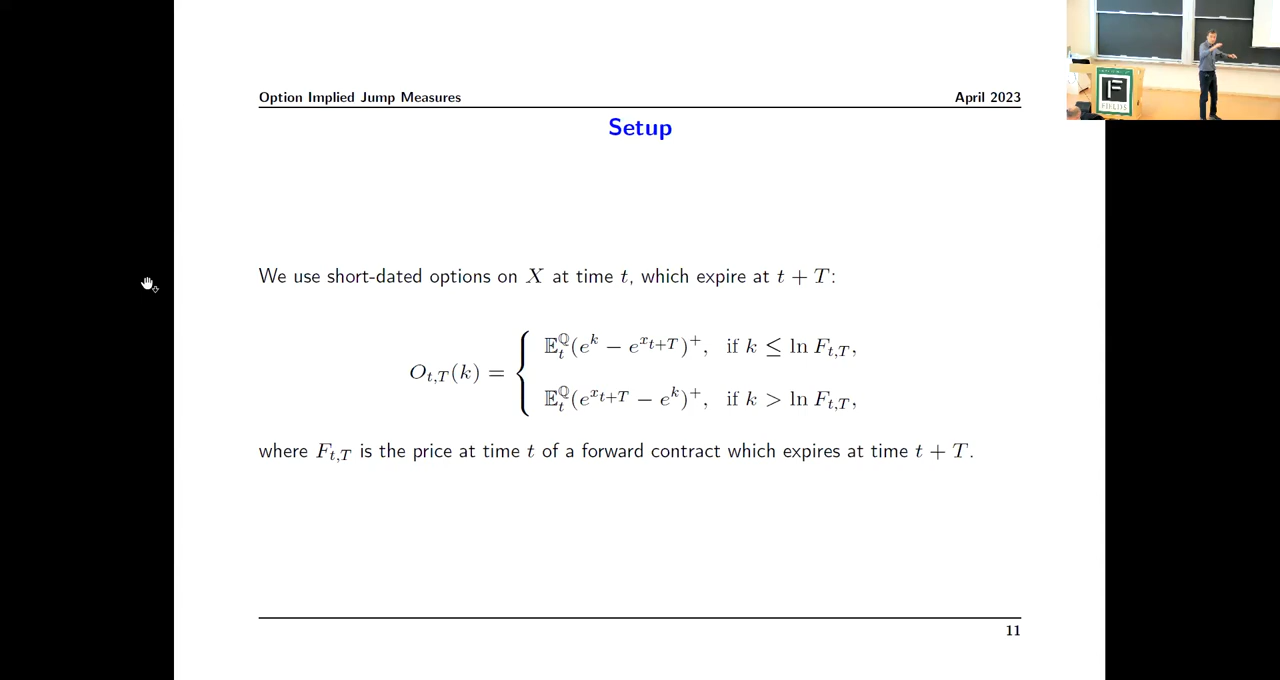 Option Implied Jump Measures April 2023
Setup
We use short-dated options on X at time t, which expire at t + T:
O_{t,T}(k) = { 𝔼_t^ℚ(e^k − e^{x_{t+T}})^+, if k ≤ ln F_{t,T},
𝔼_t^ℚ(e^{x_{t+T}} − e^k)^+, if k > ln F_{t,T},
where F_{t,T} is the price at time t of a forward contract which expires at time t + T.
11
F
FIELDS